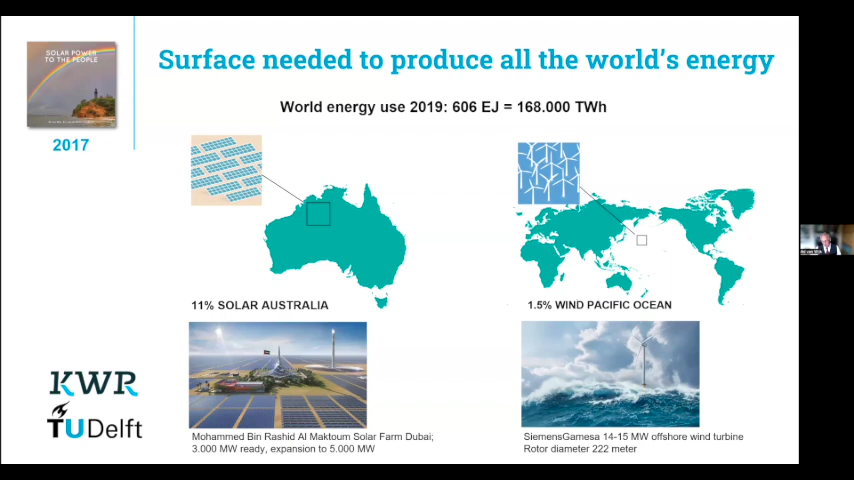 SOLAR POWER
TO THE PEOPLE
2017
Surface needed to produce all the world's energy
World energy use 2019: 606 EJ = 168.000 TWh
11% SOLAR AUSTRALIA
1.5% WIND PACIFIC OCEAN
Mohammed Bin Rashid Al Maktoum Solar Farm Dubai;
3.000 MW ready, expansion to 5.000 MW
SiemensGamesa 14-15 MW offshore wind turbine
Rotor diameter 222 meter
KWR
TUDelft